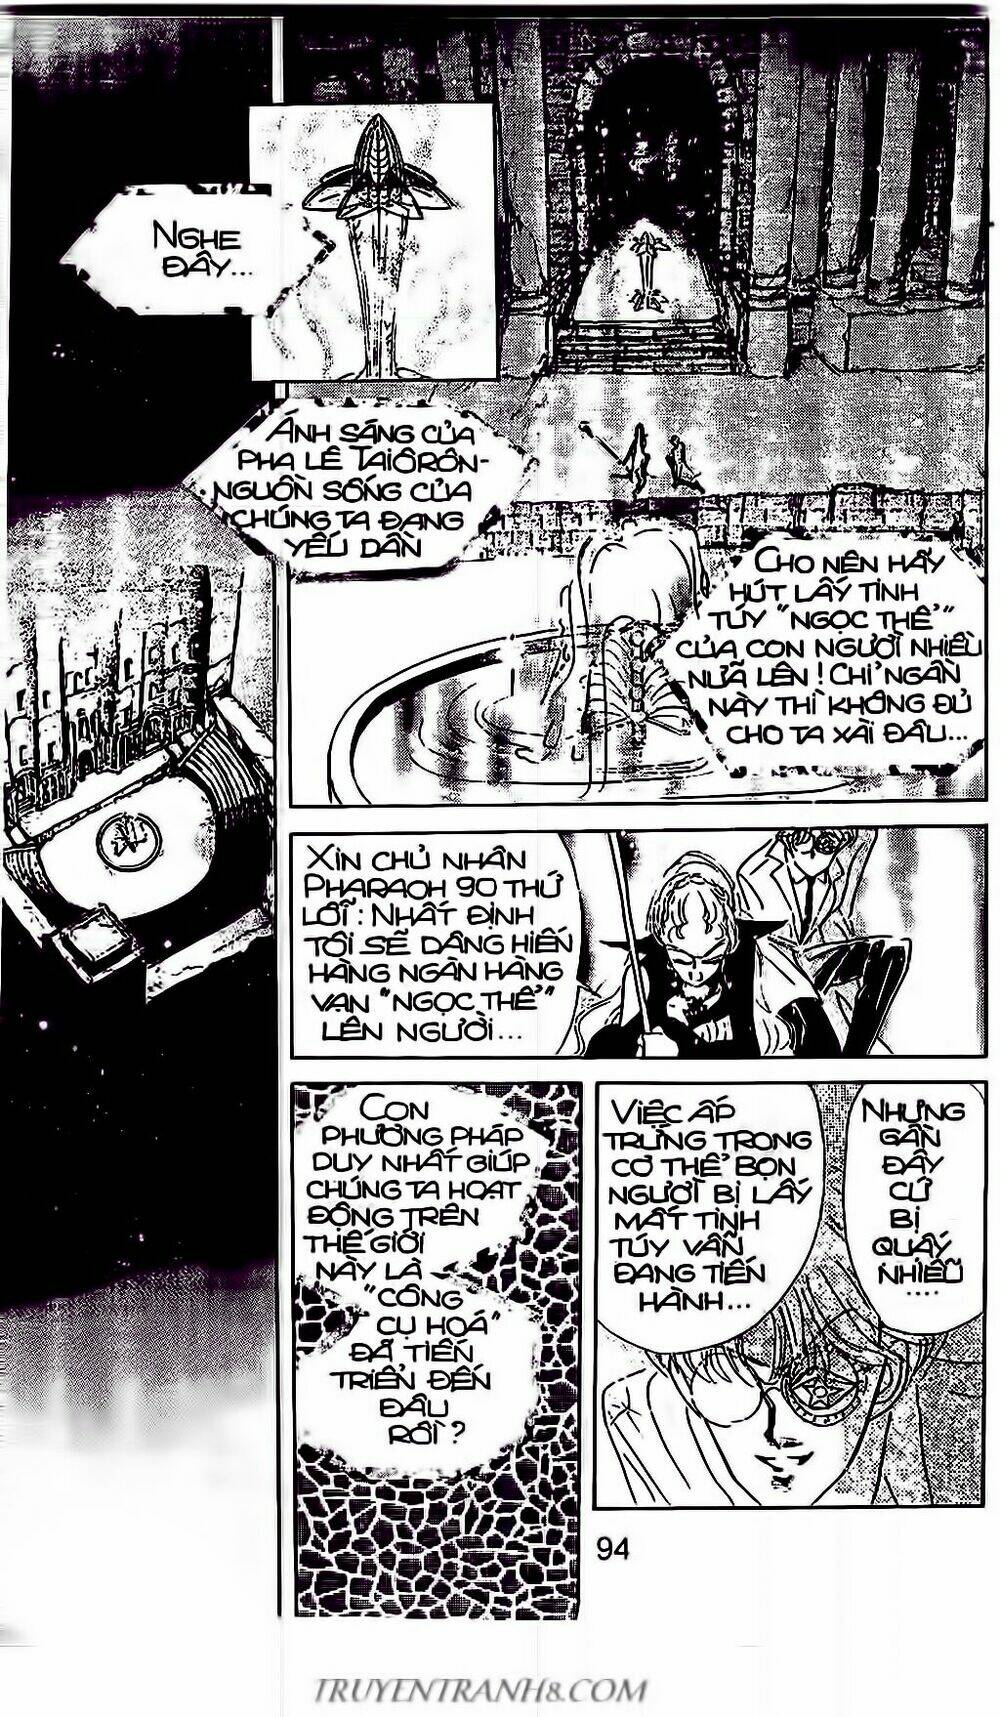 NGHE
ĐÂY...
ÁNH SÁNG CỦA
PHA LÊ TAIÔRÔN-
NGUỒN SỐNG CỦA
CHÚNG TA ĐANG
YẾU DẦN
CHO NÊN HÃY
HÚT LẤY TINH
TÚY "NGỌC THỂ"
CỦA CON NGƯỜI NHIỀU
NỮA LÊN! CHỈ NGẦN
NÀY THÌ KHÔNG ĐỦ
CHO TA XÀI ĐÂU...
XIN CHỦ NHÂN
PHARAOH 90 THỨ
LỖI: NHẤT ĐỊNH
TÔI SẼ DÂNG HIẾN
HÀNG NGÀN HÀNG
VẠN "NGỌC THỂ"
LÊN NGƯỜI...
CON
PHƯƠNG PHÁP
DUY NHẤT GIÚP
CHÚNG TA HOẠT
ĐỘNG TRÊN
THẾ GIỚI
NÀY LÀ
"CÔNG
CỤ HOÁ"
ĐÃ TIẾN
TRIỂN ĐẾN
ĐÂU
RỒI?
VIỆC ẤP
TRỨNG TRONG
CƠ THỂ BỌN
NGƯỜI BỊ LẤY
MẤT TINH
TÚY VẪN
ĐANG TIẾN
HÀNH...
NHƯNG
GẦN
ĐÂY
CỨ
BỊ
QUẤY
NHIỄU
....
94
TRUYENTRANH8.COM